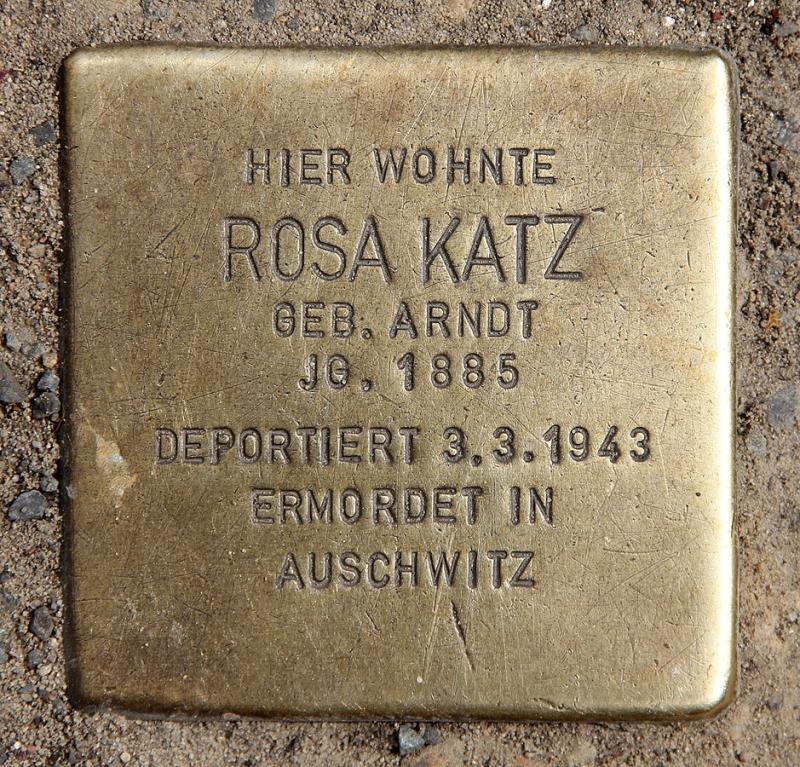 HIER WOHNTE
ROSA KATZ
GEB. ARNDT
JG. 1885
DEPORTIERT 3.3.1943
ERMORDET IN
AUSCHWITZ